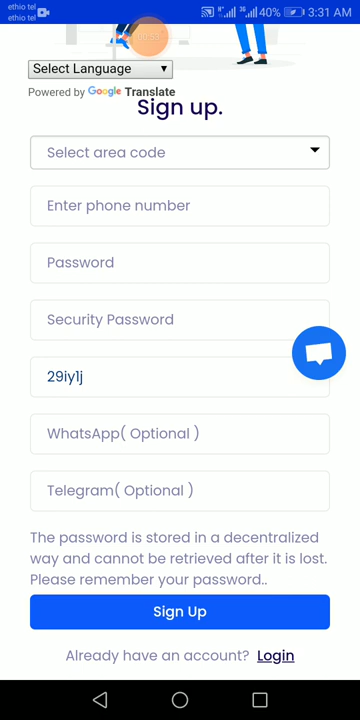 ethio tel
ethio tel
40% 3:31 AM
00:53
Select Language
Powered by Google Translate
Sign up.
Select area code
Enter phone number
Password
Security Password
29iy1j
WhatsApp( Optional )
Telegram( Optional )
The password is stored in a decentralized
way and cannot be retrieved after it is lost.
Please remember your password..
Sign Up
Already have an account? Login